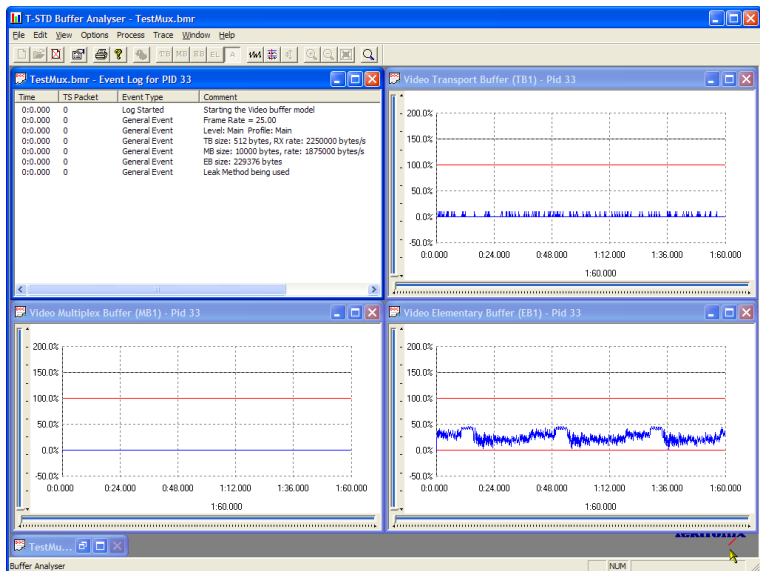 T-STD Buffer Analyser - TestMux.bmr
File Edit View Options Process Trace Window Help
TB MB EB EL A
TestMux.bmr - Event Log for PID 33
Time TS Packet Event Type Comment
0:0.000 0 Log Started Starting the Video buffer model
0:0.000 0 General Event Frame Rate = 25.00
0:0.000 0 General Event Level: Main Profile: Main
0:0.000 0 General Event TB size: 512 bytes, RX rate: 2250000 bytes/s
0:0.000 0 General Event MB size: 10000 bytes, rate: 1875000 bytes/s
0:0.000 0 General Event EB size: 229376 bytes
0:0.000 0 General Event Leak Method being used
Video Transport Buffer (TB1) - Pid 33
200.0%
150.0%
100.0%
50.0%
0.0%
-50.0%
0:0.000 0:24.000 0:48.000 1:12.000 1:36.000 1:60.000
1:60.000
Video Multiplex Buffer (MB1) - Pid 33
200.0%
150.0%
100.0%
50.0%
0.0%
-50.0%
0:0.000 0:24.000 0:48.000 1:12.000 1:36.000 1:60.000
1:60.000
Video Elementary Buffer (EB1) - Pid 33
200.0%
150.0%
100.0%
50.0%
0.0%
-50.0%
0:0.000 0:24.000 0:48.000 1:12.000 1:36.000 1:60.000
1:60.000
TestMu...
Buffer Analyser
NUM